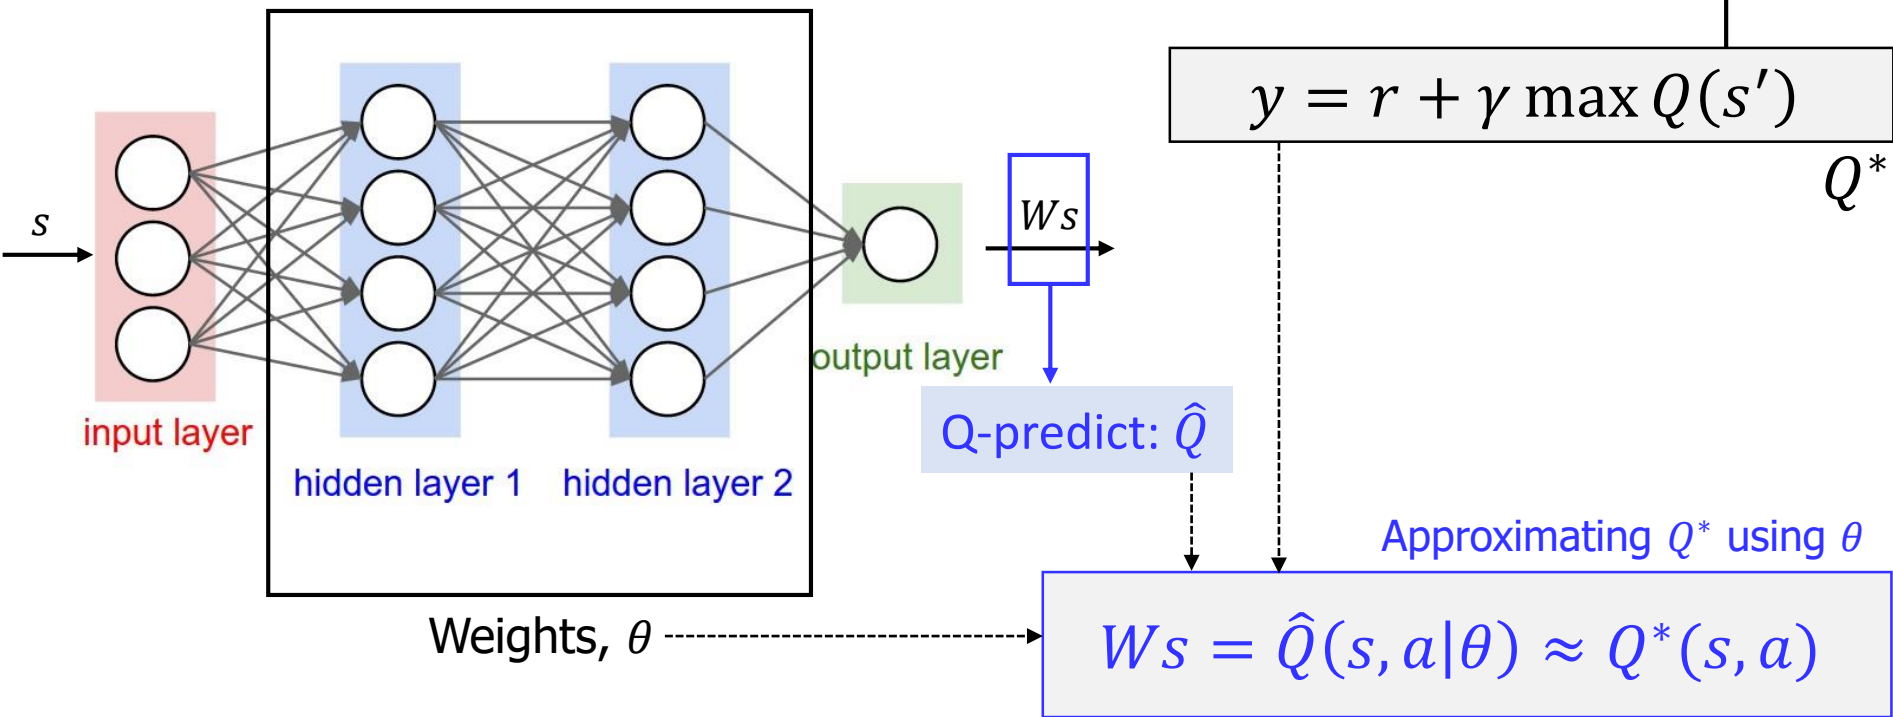 s
input layer
hidden layer 1
hidden layer 2
Weights, θ
output layer
Ws
Q-predict: Q̂
y = r + γ max Q(s′)
Q*
Approximating Q* using θ
Ws = Q̂(s, a|θ) ≈ Q*(s, a)